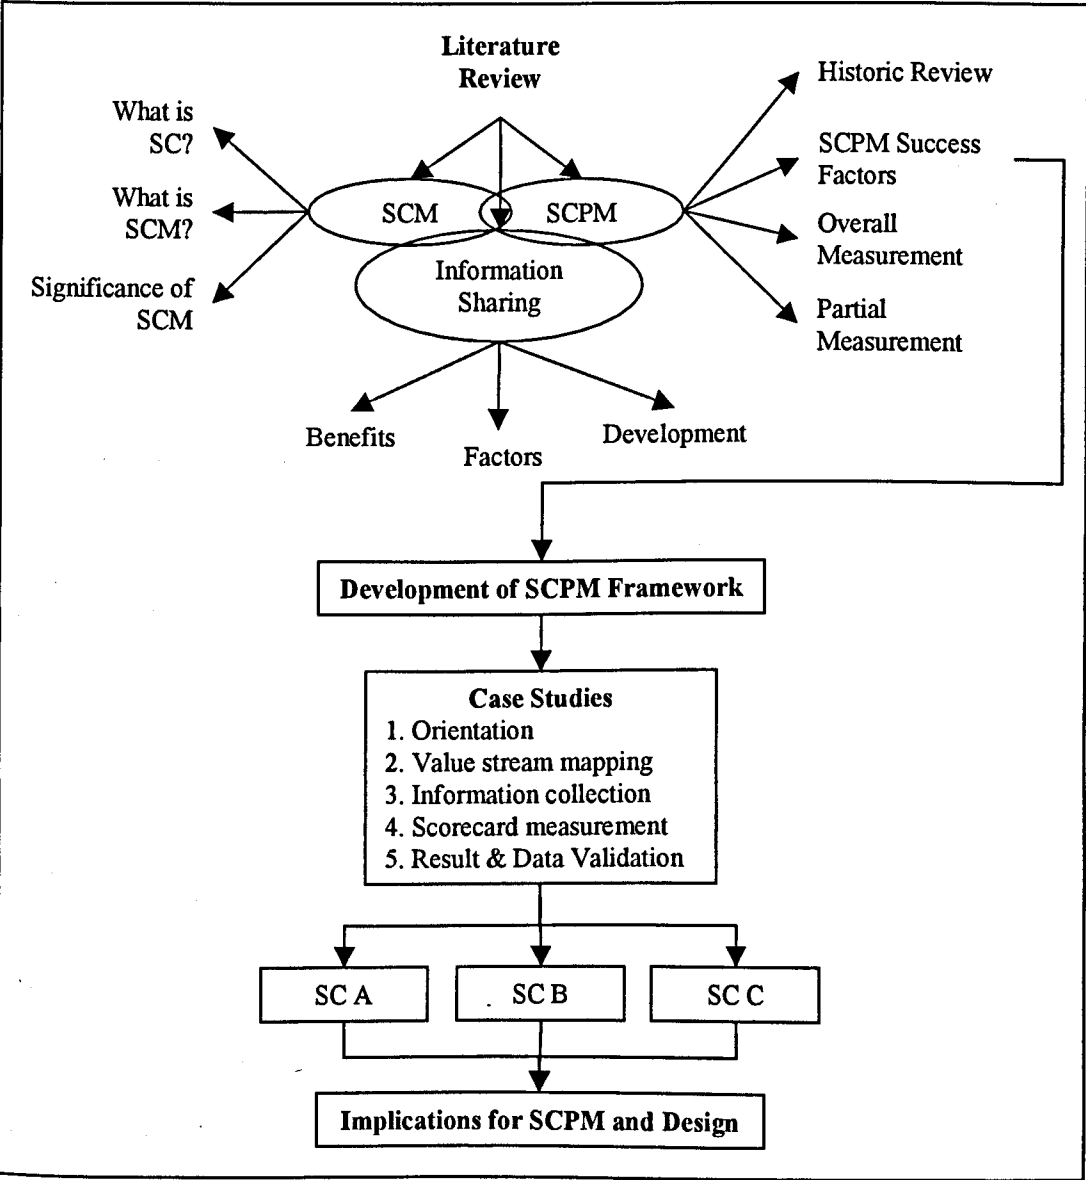 Literature
Review
What is
SC?
What is
SCM?
Significance of
SCM
SCM
SCPM
Information
Sharing
Historic Review
SCPM Success
Factors
Overall
Measurement
Partial
Measurement
Benefits
Factors
Development
Development of SCPM Framework
Case Studies
1. Orientation
2. Value stream mapping
3. Information collection
4. Scorecard measurement
5. Result & Data Validation
SC A
SC B
SC C
Implications for SCPM and Design